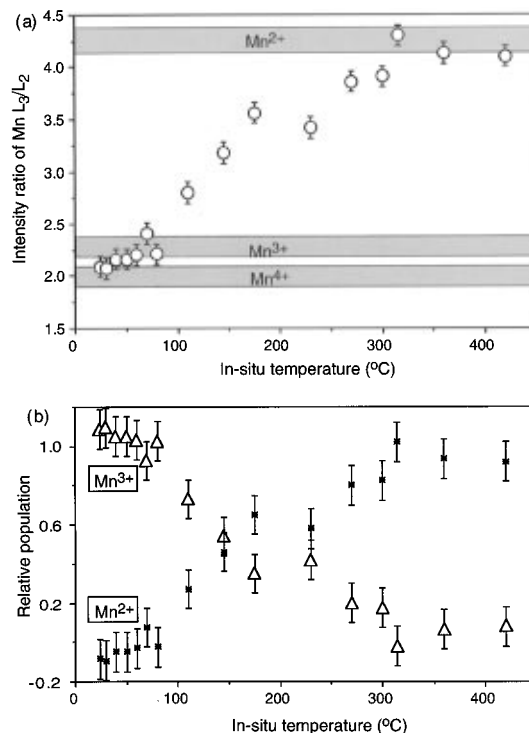 (a)
4.5
Mn2+
4.0
3.5
3.0
2.5
Mn3+
2.0
Mn4+
1.5
Intensity ratio of Mn L3/L2
100 200 300 400
In-situ temperature (oC)
(b)
1.0
Mn3+
0.6
0.2
Mn2+
-0.2
Relative population
0 100 200 300 400
In-situ temperature (oC)